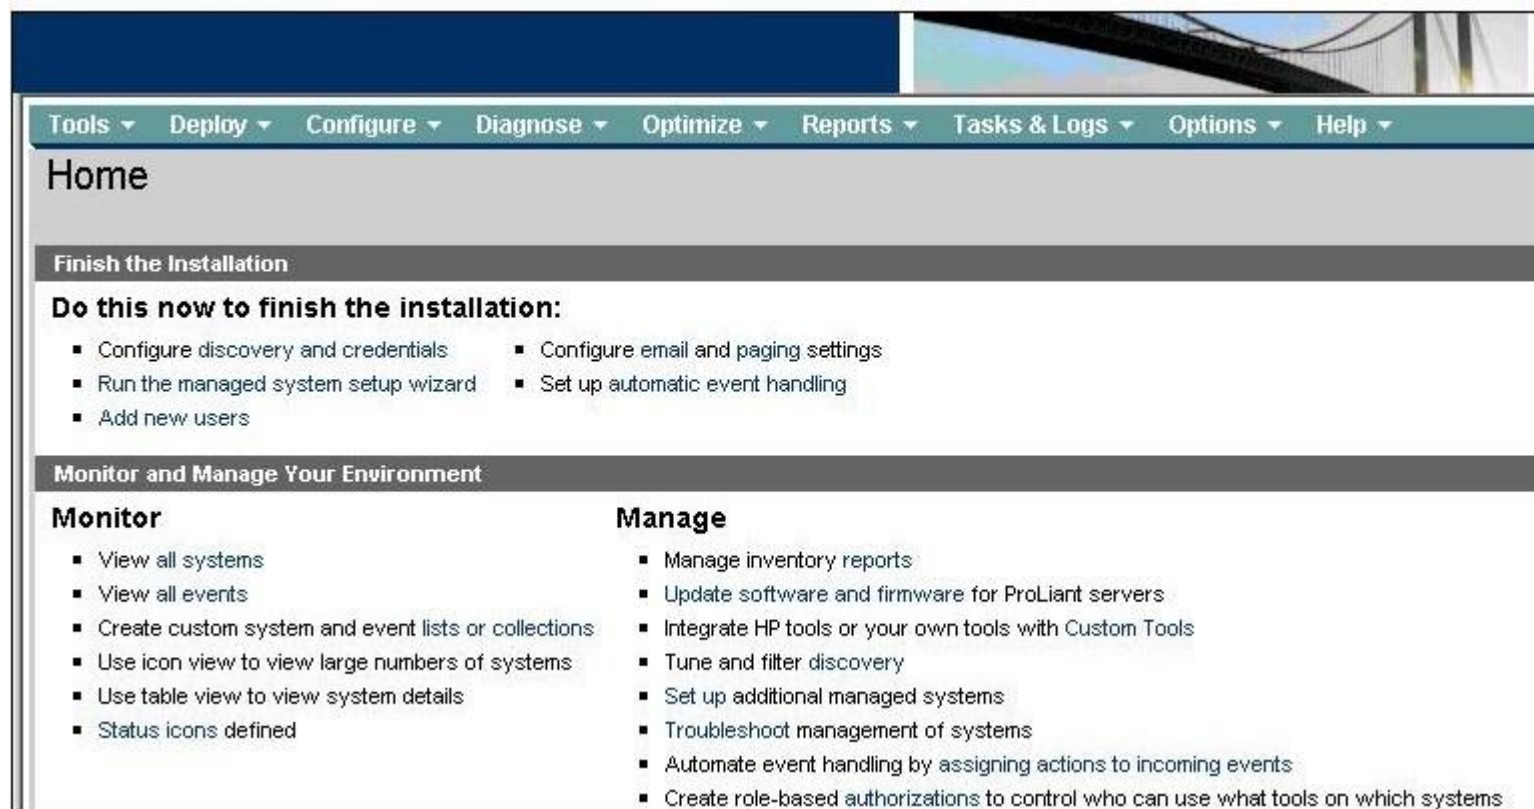 Tools Deploy Configure Diagnose Optimize Reports Tasks & Logs Options Help
Home
Finish the Installation
Do this now to finish the installation:
Configure discovery and credentials
Run the managed system setup wizard
Add new users
Configure email and paging settings
Set up automatic event handling
Monitor and Manage Your Environment
Monitor
View all systems
View all events
Create custom system and event lists or collections
Use icon view to view large numbers of systems
Use table view to view system details
Status icons defined
Manage
Manage inventory reports
Update software and firmware for ProLiant servers
Integrate HP tools or your own tools with Custom Tools
Tune and filter discovery
Set up additional managed systems
Troubleshoot management of systems
Automate event handling by assigning actions to incoming events
Create role-based authorizations to control who can use what tools on which systems